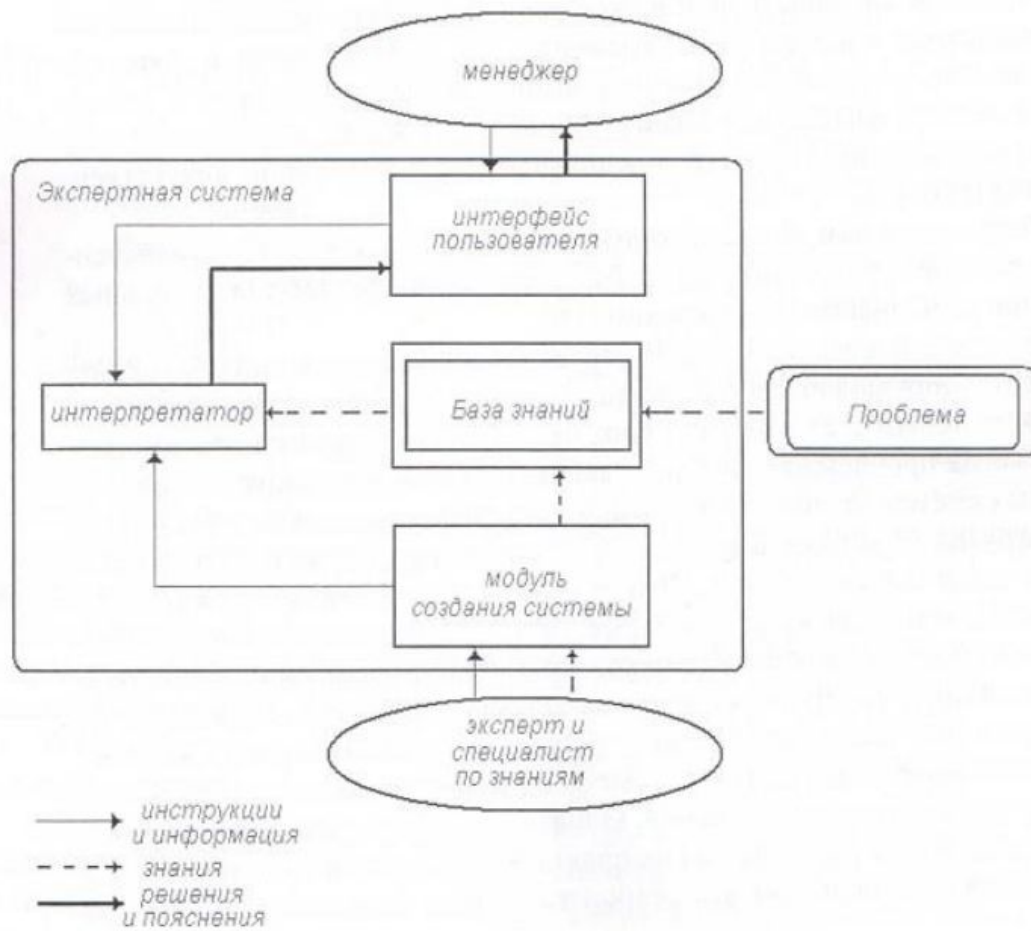 менеджер
Экспертная система
интерфейс
пользователя
интерпретатор
База знаний
Проблема
модуль
создания системы
эксперт и
специалист
по знаниям
инструкции
и информация
знания
решения
и пояснения